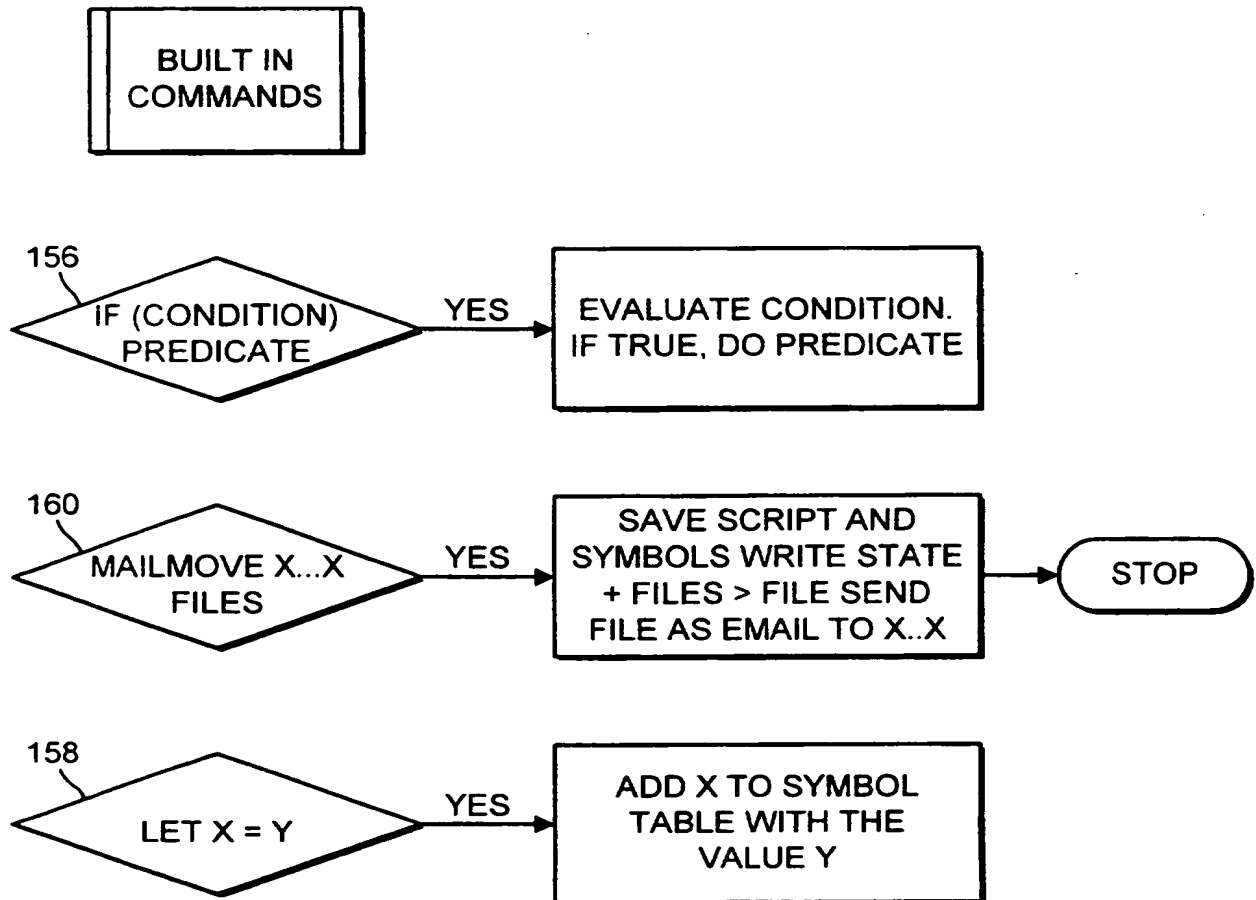 BUILT IN
COMMANDS
156
IF (CONDITION)
PREDICATE
YES
EVALUATE CONDITION.
IF TRUE, DO PREDICATE
160
MAILMOVE X...X
FILES
YES
SAVE SCRIPT AND
SYMBOLS WRITE STATE
+ FILES > FILE SEND
FILE AS EMAIL TO X..X
STOP
158
LET X = Y
YES
ADD X TO SYMBOL
TABLE WITH THE
VALUE Y